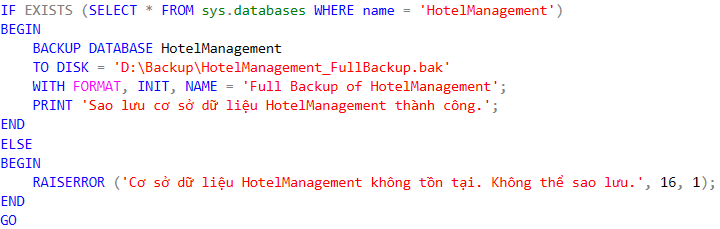 IF EXISTS (SELECT * FROM sys.databases WHERE name = 'HotelManagement')
BEGIN
    BACKUP DATABASE HotelManagement
    TO DISK = 'D:\Backup\HotelManagement_FullBackup.bak'
    WITH FORMAT, INIT, NAME = 'Full Backup of HotelManagement';
    PRINT 'Sao lưu cơ sở dữ liệu HotelManagement thành công.';
END
ELSE
BEGIN
    RAISERROR ('Cơ sở dữ liệu HotelManagement không tồn tại. Không thể sao lưu.', 16, 1);
END
GO